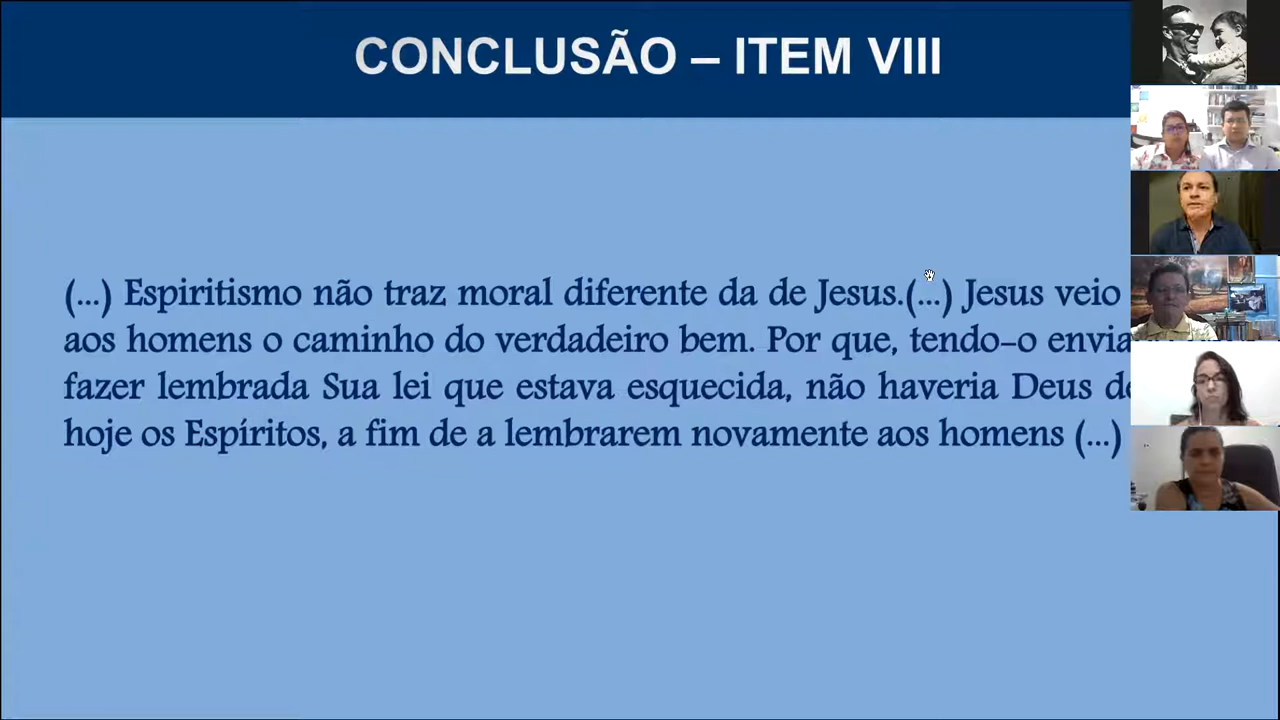 CONCLUSÃO – ITEM VIII
(...) Espiritismo não traz moral diferente da de Jesus.(...) Jesus veio
aos homens o caminho do verdadeiro bem. Por que, tendo-o
fazer lembrada Sua lei que estava esquecida, não haveria Deus
hoje os Espíritos, a fim de a lembrarem novamente aos homens (...)